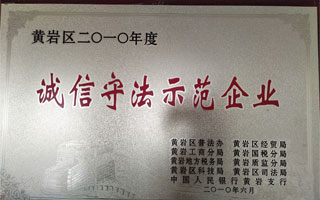 黄岩区二〇一〇年度
诚信守法示范企业
黄岩区普法办 黄岩区经贸局
黄岩工商分局 黄岩国税分局
黄岩地方税务局 黄岩质监分局
黄岩区科技局 黄岩区司法局
中国人民银行黄岩支行
二〇一〇年六月